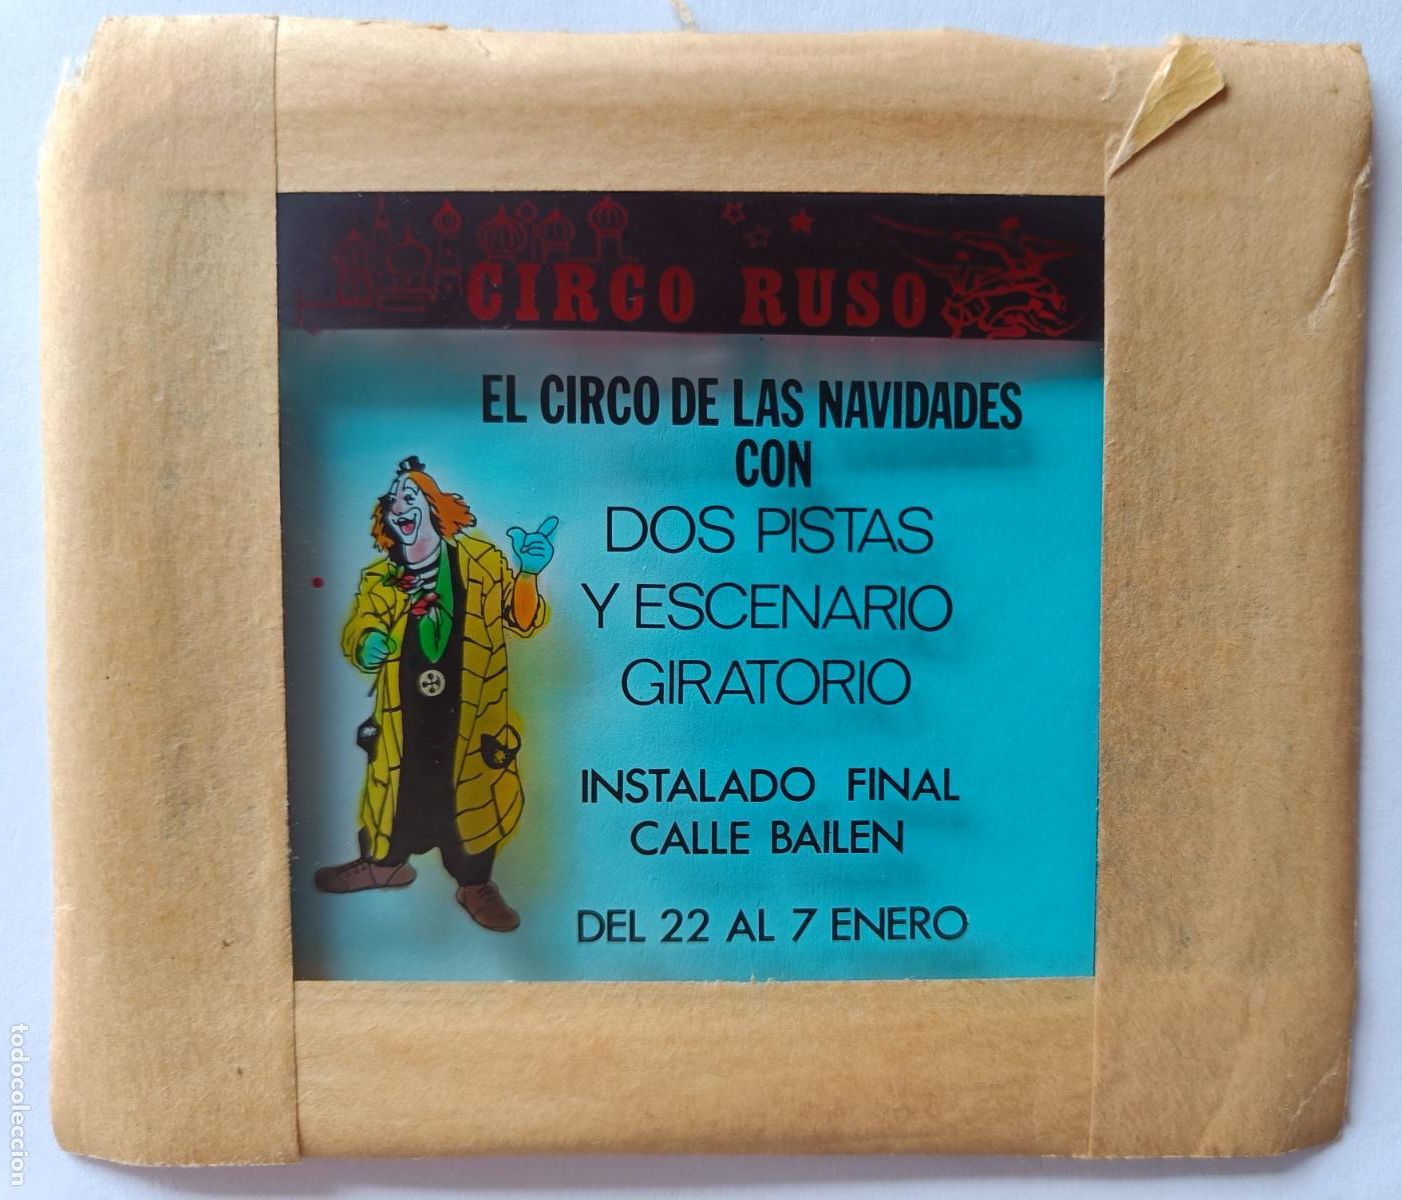 CIRCO RUSO
EL CIRCO DE LAS NAVIDADES
CON
DOS PISTAS
Y ESCENARIO
GIRATORIO
INSTALADO FINAL
CALLE BAILEN
DEL 22 AL 7 ENERO
todocoleccion